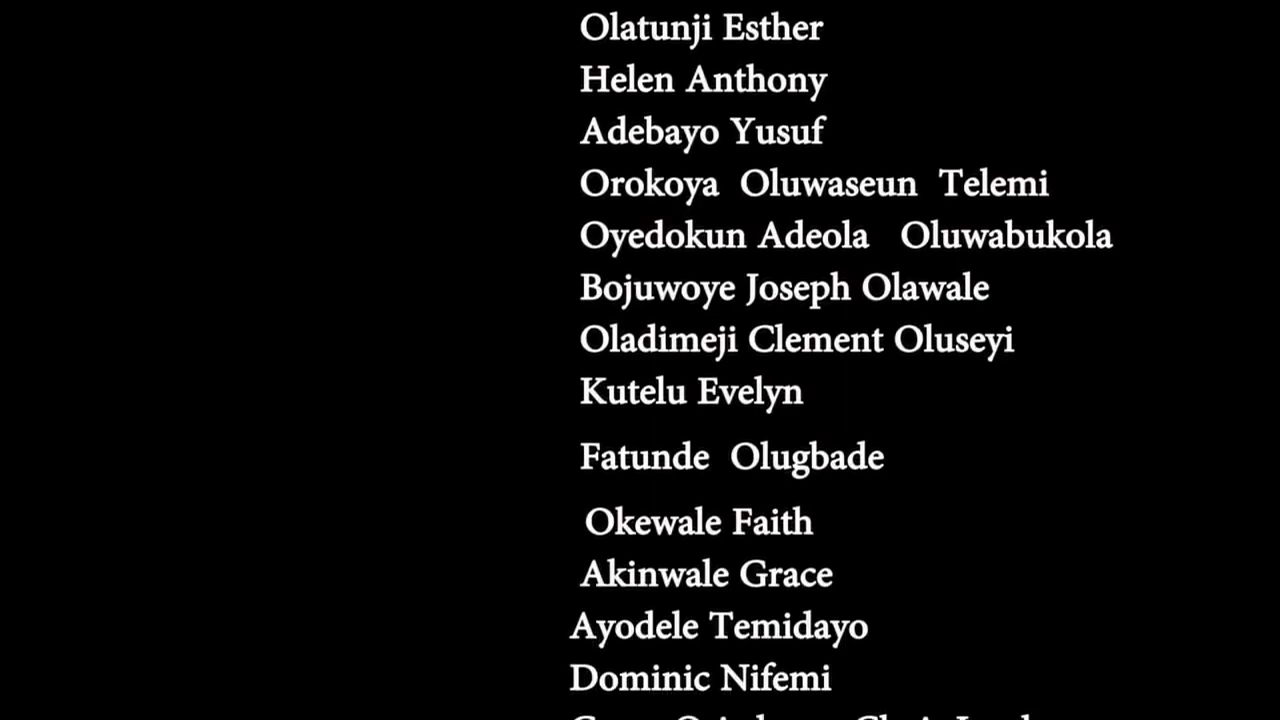 Olatunji Esther
Helen Anthony
Adebayo Yusuf
Orokoya Oluwaseun Telemi
Oyedokun Adeola Oluwabukola
Bojuwoye Joseph Olawale
Oladimeji Clement Oluseyi
Kutelu Evelyn
Fatunde Olugbade
Okewale Faith
Akinwale Grace
Ayodele Temidayo
Dominic Nifemi